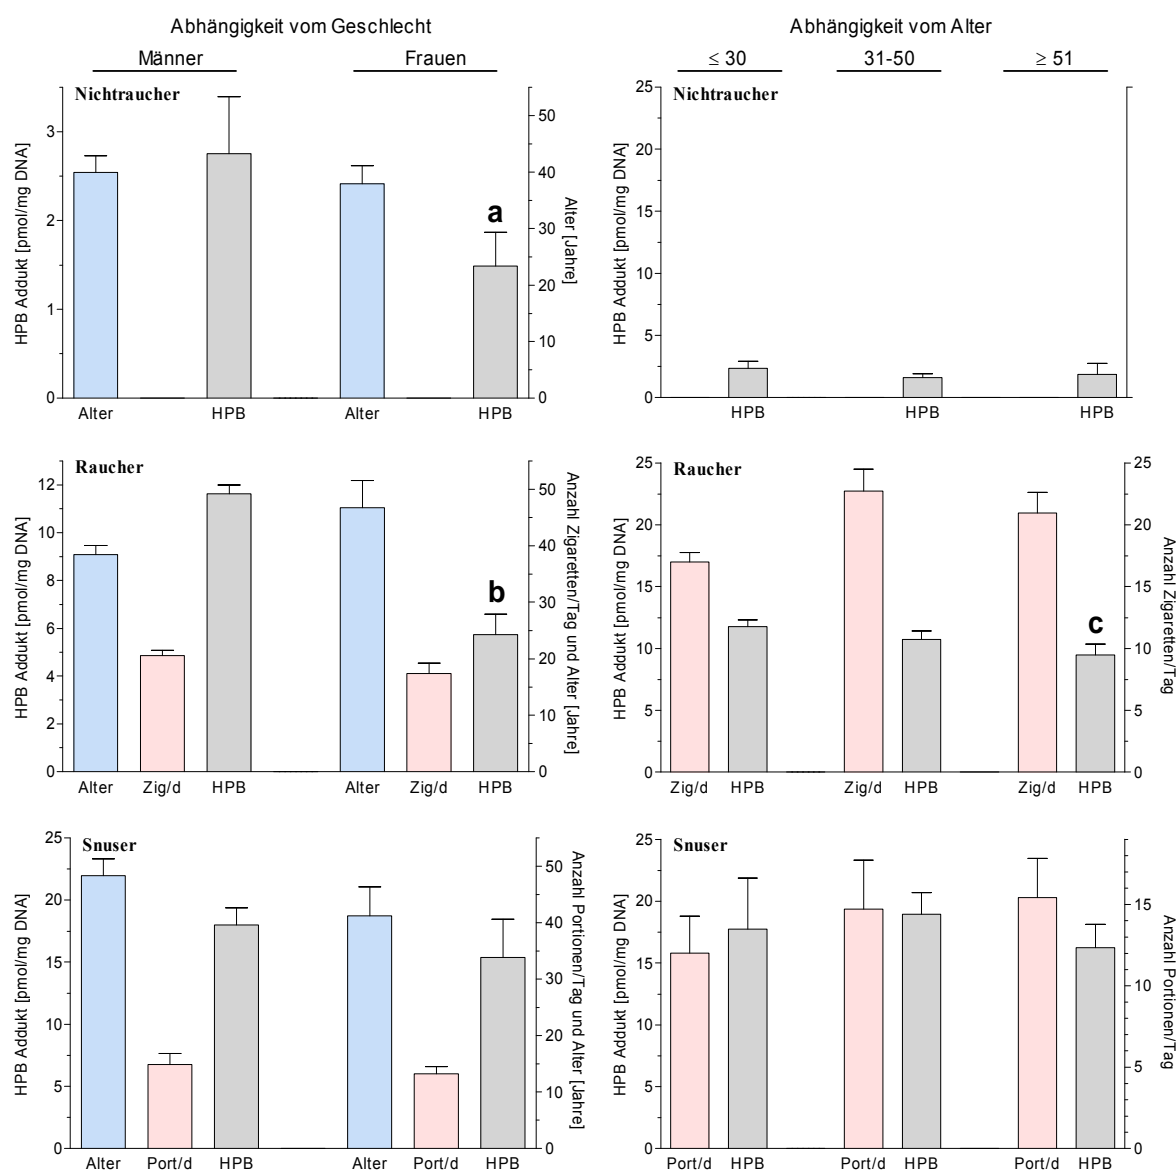 Abhängigkeit vom Geschlecht
Männer Frauen
Nichtraucher
HPB Addukt [pmol/mg DNA]
3
2
1
0
50
40
30
20
10
0
Alter [Jahre]
Alter HPB Alter HPB
a
Abhängigkeit vom Alter
≤ 30 31-50 ≥ 51
Nichtraucher
HPB Addukt [pmol/mg DNA]
25
20
15
10
5
0
HPB HPB HPB
Raucher
HPB Addukt [pmol/mg DNA]
12
10
8
6
4
2
0
50
40
30
20
10
0
Anzahl Zigaretten/Tag und Alter [Jahre]
b
Alter Zig/d HPB Alter Zig/d HPB
Raucher
HPB Addukt [pmol/mg DNA]
25
20
15
10
5
0
25
20
15
10
5
0
Anzahl Zigaretten/Tag
c
Zig/d HPB Zig/d HPB Zig/d HPB
Snuser
HPB Addukt [pmol/mg DNA]
25
20
15
10
5
0
50
40
30
20
10
0
Anzahl Portionen/Tag und Alter [Jahre]
Alter Port/d HPB Alter Port/d HPB
Snuser
HPB Addukt [pmol/mg DNA]
25
20
15
10
5
0
15
10
5
0
Anzahl Portionen/Tag
Port/d HPB Port/d HPB Port/d HPB